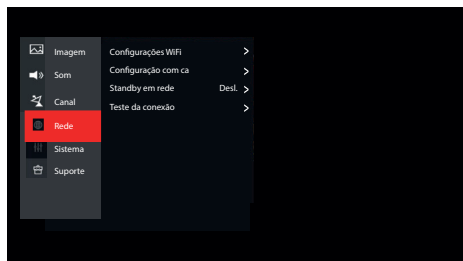 Imagem
Som
Canal
Rede
Sistema
Suporte
Configurações WiFi >
Configuração com ca >
Standby em rede Desl. >
Teste da conexão >